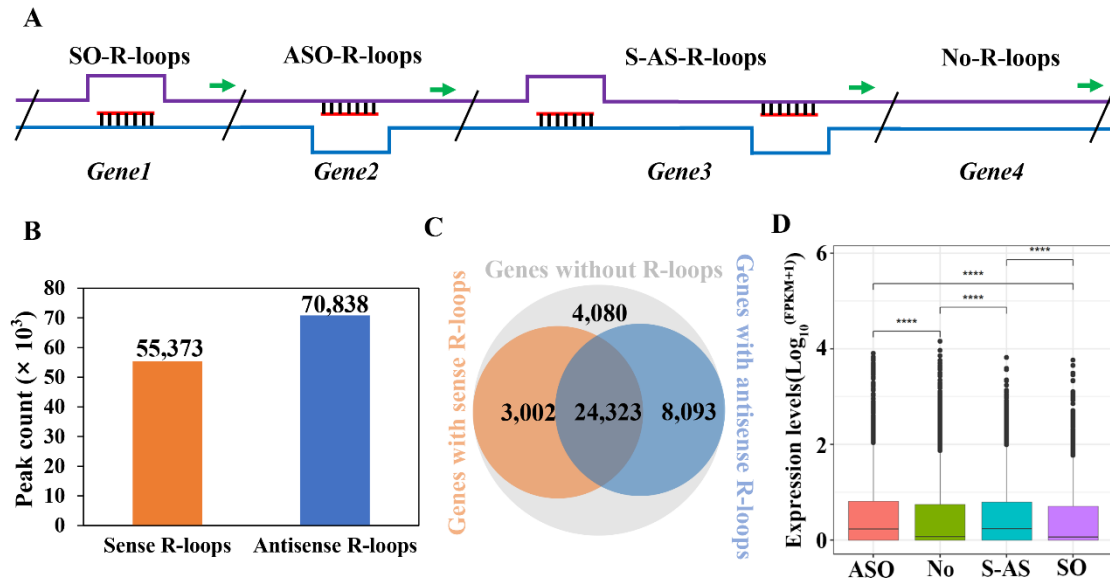 A
SO-R-loops ASO-R-loops S-AS-R-loops No-R-loops
Gene1 Gene2 Gene3 Gene4
B
Peak count (× 10³)
80
70
60
50
40
30
20
10
0
55,373
70,838
Sense R-loops Antisense R-loops
C
Genes without R-loops
Genes with sense R-loops
Genes with antisense R-loops
4,080
3,002 24,323 8,093
D
Expression levels(Log₁₀(FPKM+1))
6
4
2
0
****
****
****
****
ASO No S-AS SO